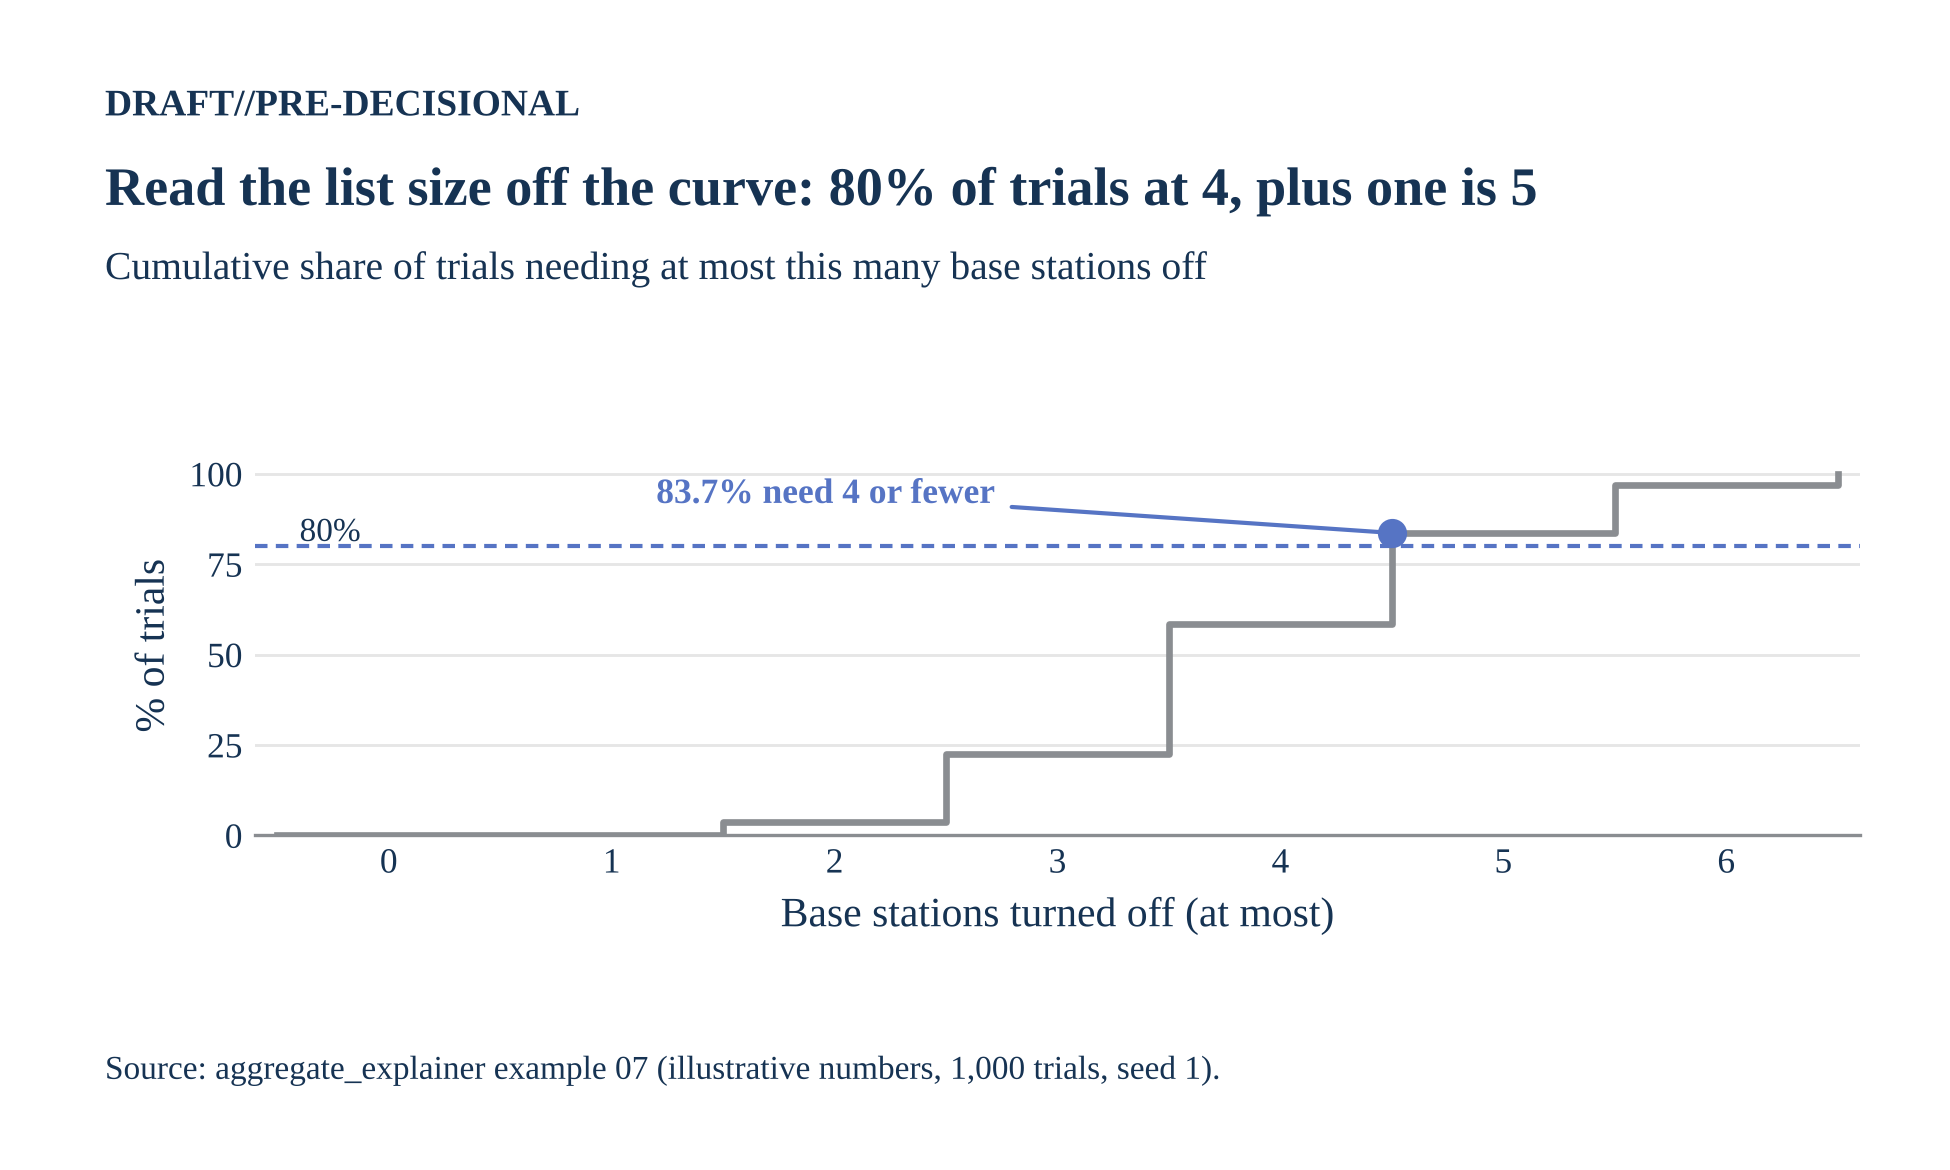 DRAFT//PRE-DECISIONAL
Read the list size off the curve: 80% of trials at 4, plus one is 5
Cumulative share of trials needing at most this many base stations off
100
83.7% need 4 or fewer
80%
75
50
25
0
% of trials
0 1 2 3 4 5 6
Base stations turned off (at most)
Source: aggregate_explainer example 07 (illustrative numbers, 1,000 trials, seed 1).